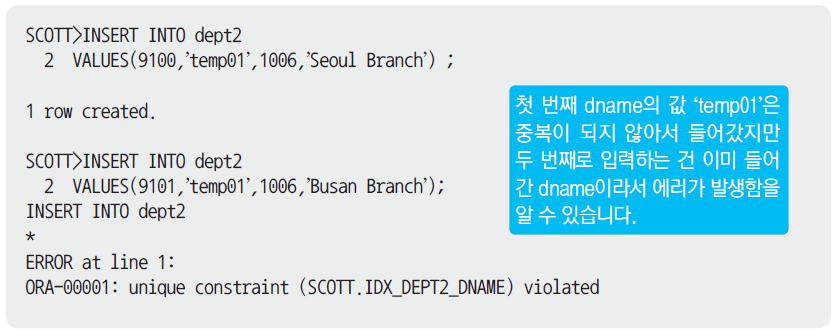 SCOTT>INSERT INTO dept2
2 VALUES(9100,’temp01’,1006,’Seoul Branch’) ;
1 row created.
SCOTT>INSERT INTO dept2
2 VALUES(9101,’temp01’,1006,’Busan Branch’);
INSERT INTO dept2
*
ERROR at line 1:
ORA-00001: unique constraint (SCOTT.IDX_DEPT2_DNAME) violated
첫 번째 dname의 값 ‘temp01’은
중복이 되지 않아서 들어갔지만
두 번째로 입력하는 건 이미 들어
간 dname이라서 에러가 발생함을
알 수 있습니다.